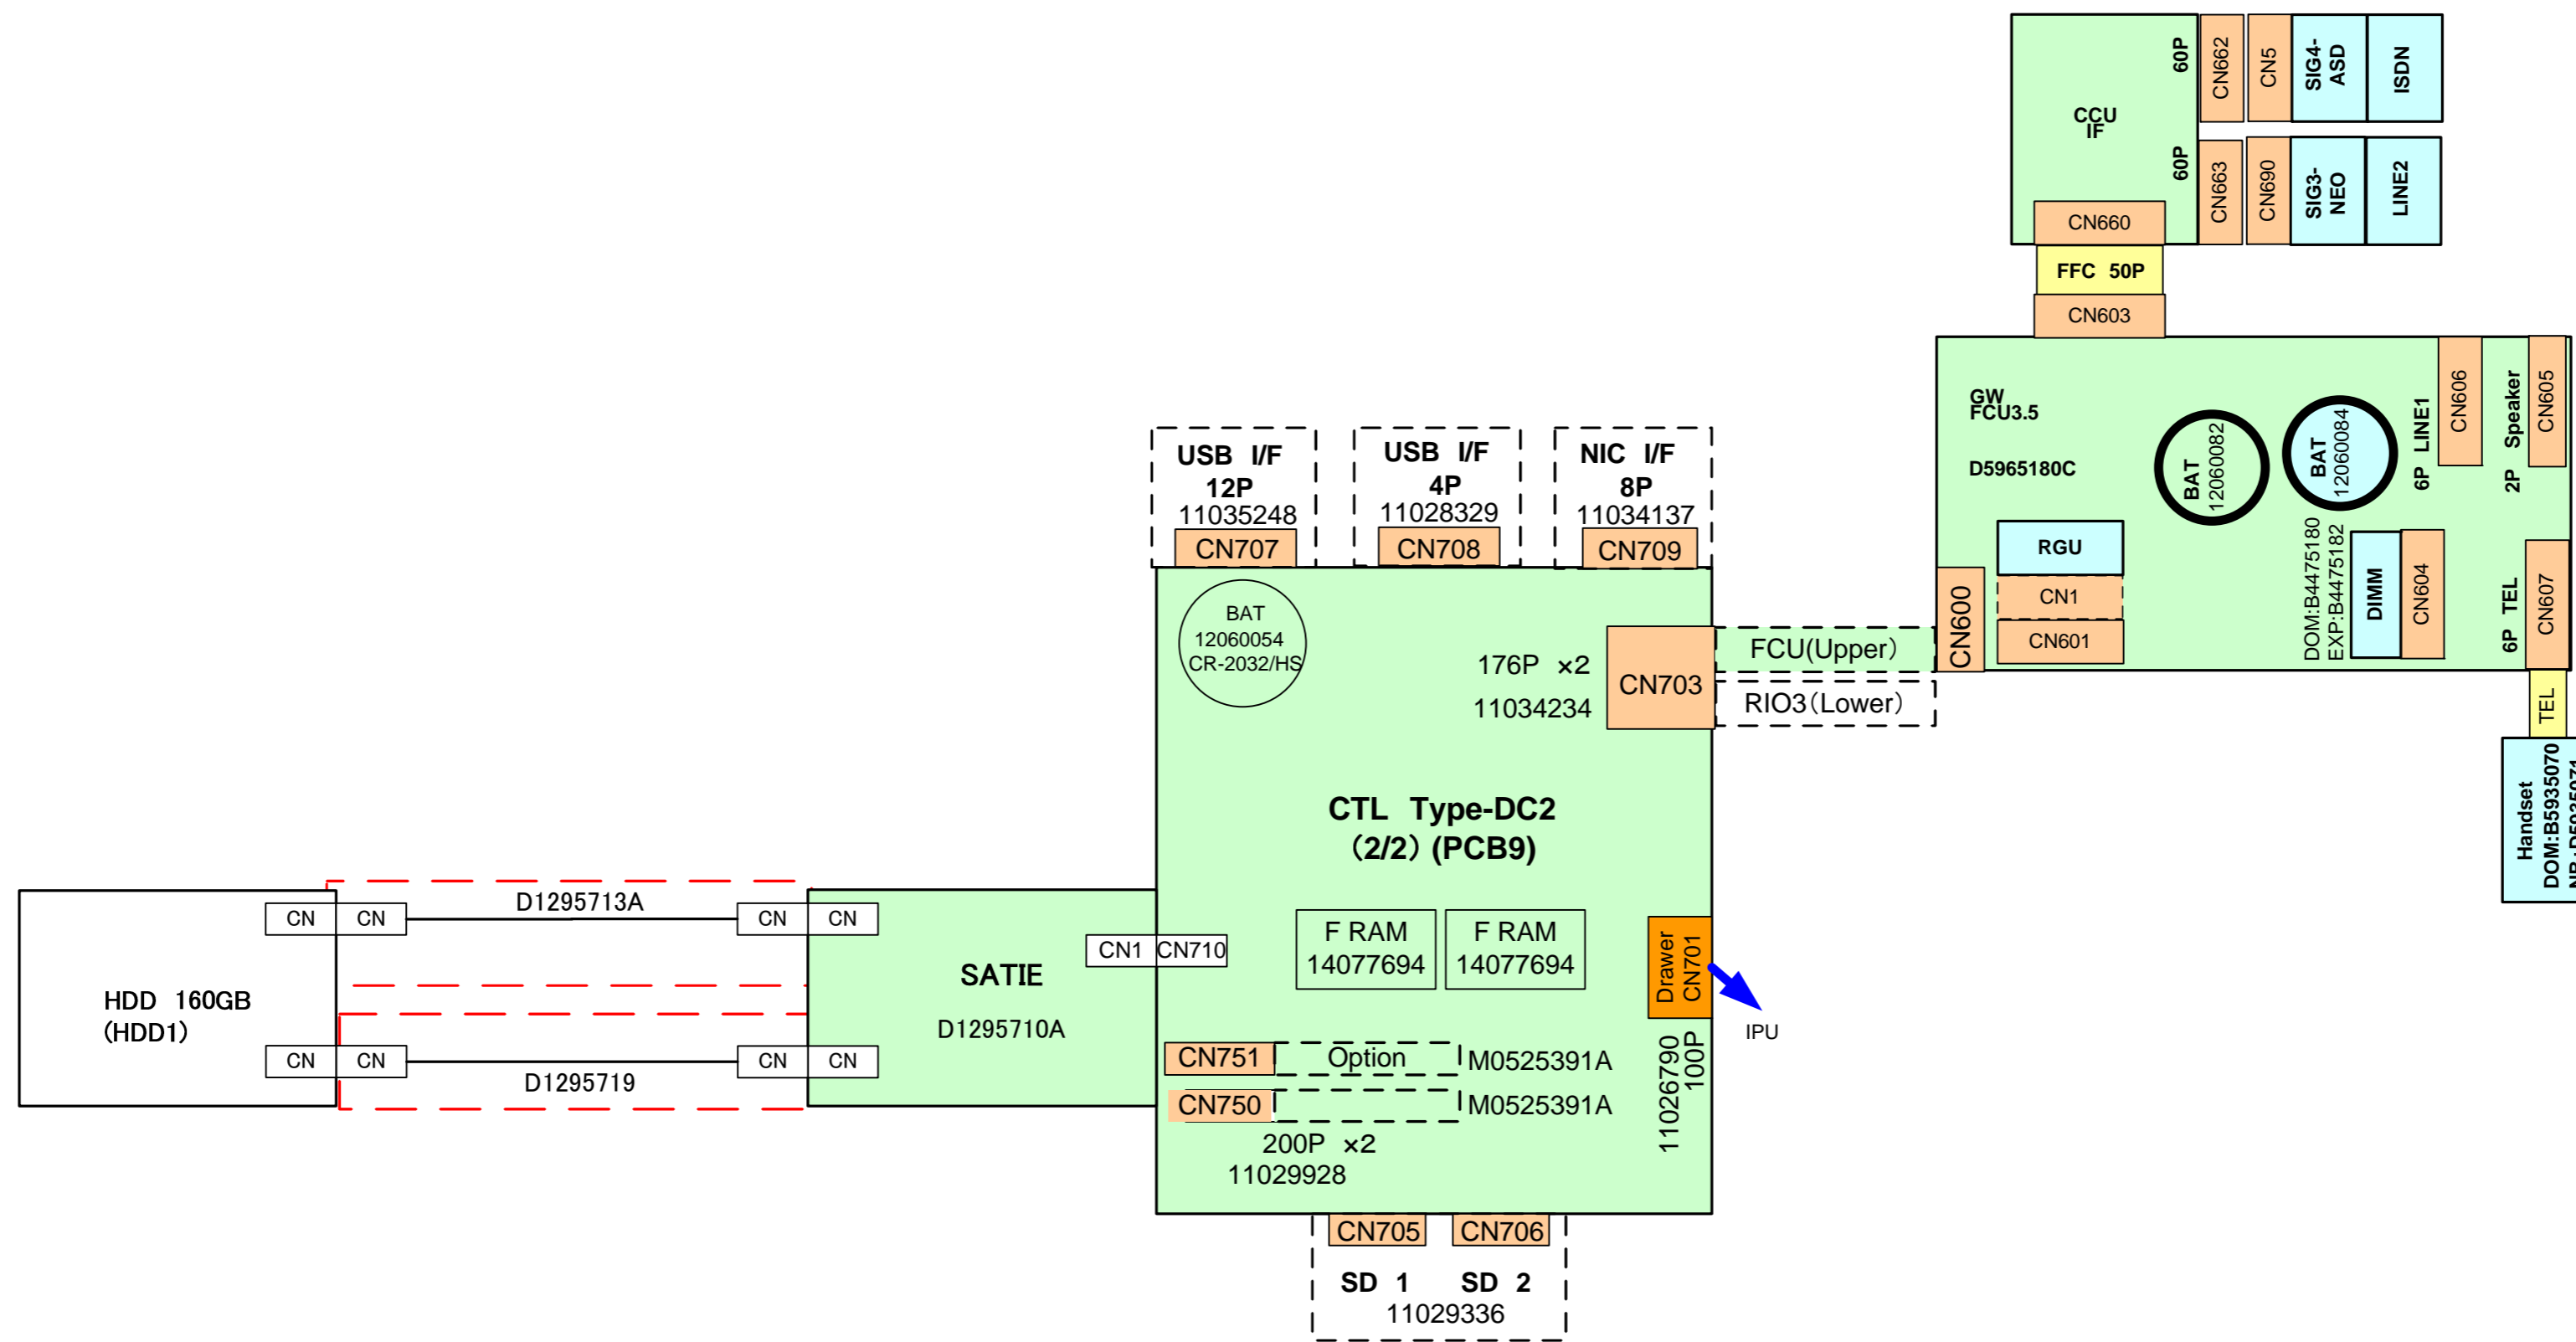 60P
CN662
CN5
SIG4-
ASD
ISDN
CCU
IF
60P
CN663
CN690
SIG3-
NEO
LINE2
CN660
FFC 50P
CN603
GW
FCU3.5
D5965180C
BAT
12060082
BAT
12060084
6P LINE1
CN606
2P Speaker
CN605
RGU
CN1
CN601
CN600
DOM:B4475180
EXP:B4475182
DIMM
CN604
6P TEL
CN607
TEL
Handset
DOM:B5935070
USB I/F
12P
11035248
CN707
USB I/F
4P
11028329
CN708
NIC I/F
8P
11034137
CN709
BAT
12060054
CR-2032/HS
176P ×2
11034234
CN703
FCU(Upper)
RIO3(Lower)
CTL Type-DC2
(2/2) (PCB9)
F RAM
14077694
F RAM
14077694
Drawer
CN701
IPU
11026790
100P
CN1
CN710
CN751
Option
M0525391A
CN750
M0525391A
200P ×2
11029928
CN705
CN706
SD 1
SD 2
11029336
SATIE
D1295710A
HDD 160GB
(HDD1)
CN
CN
D1295713A
CN
CN
CN
CN
D1295719
CN
CN